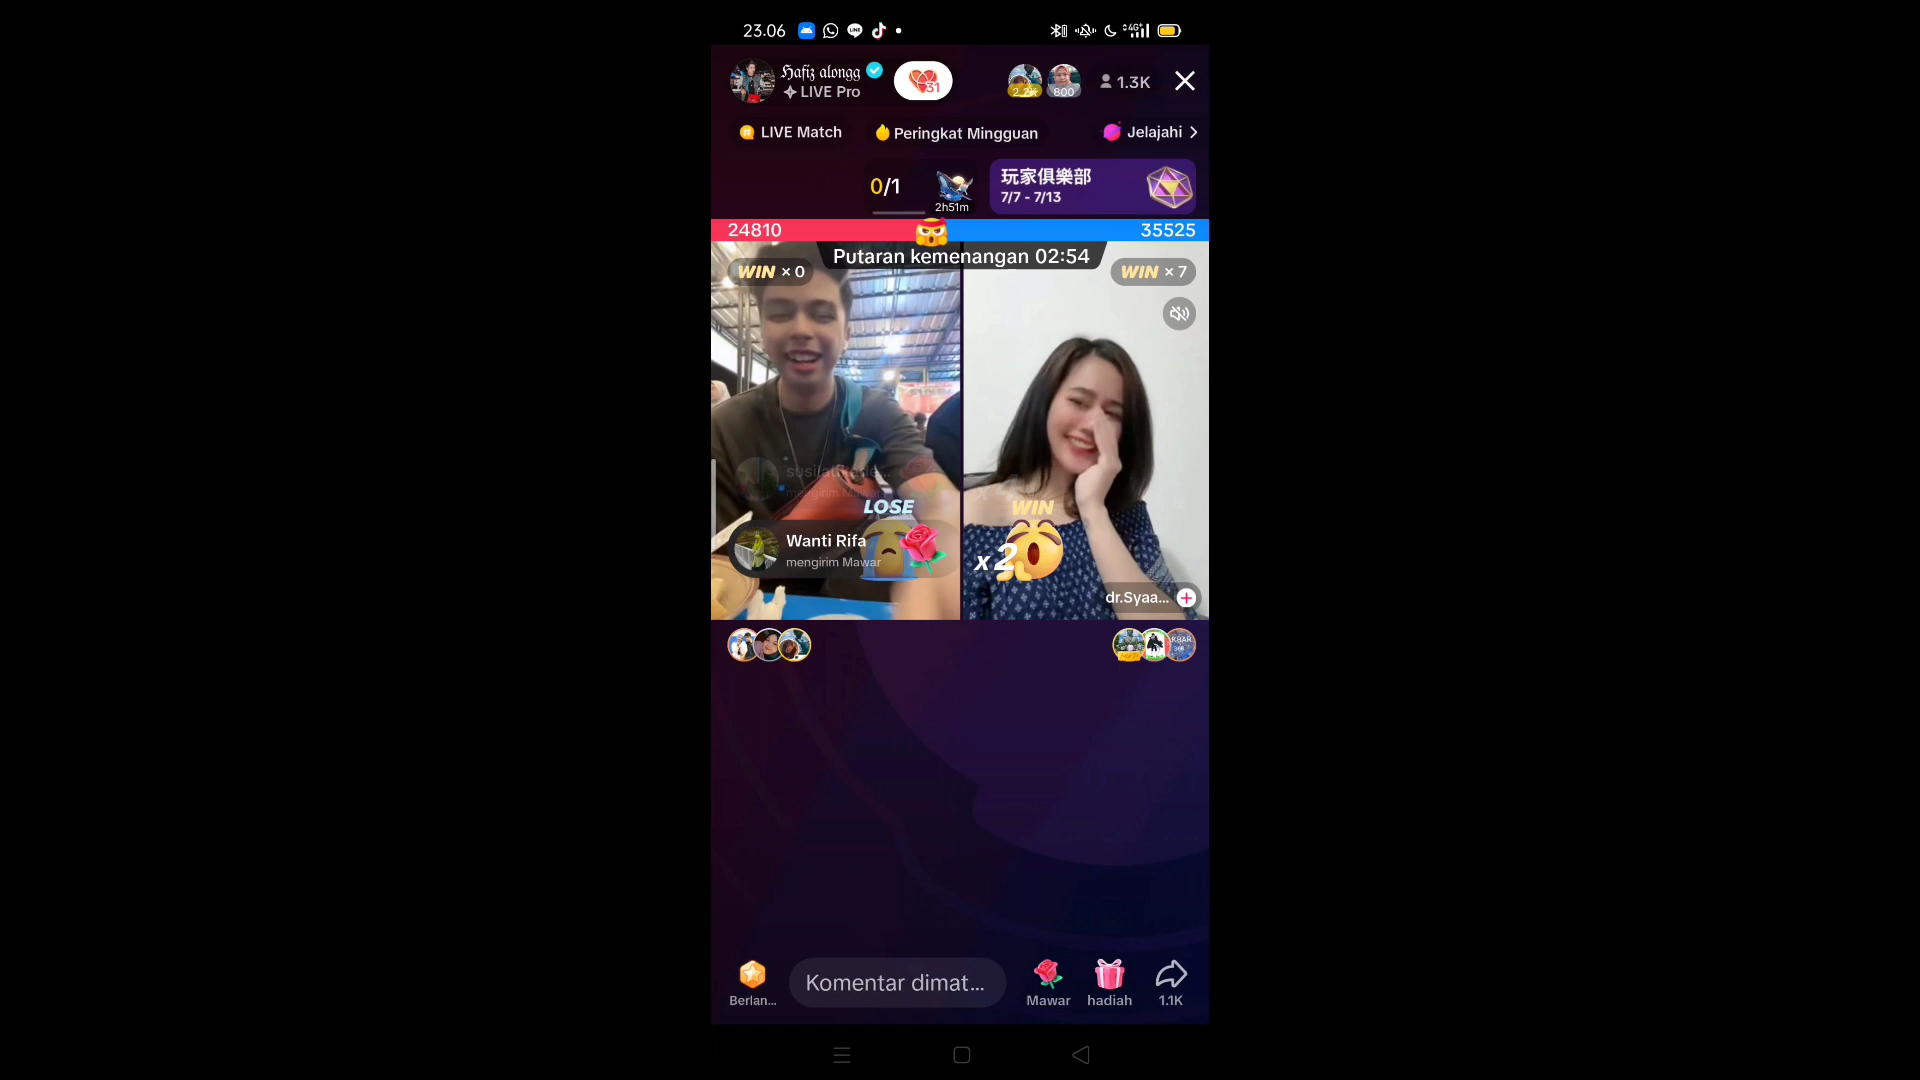 23.06
4G+
Hafiz alongg
LIVE Pro
31
2.2K
800
1.3K
LIVE Match
Peringkat Mingguan
Jelajahi
0/1
2h51m
玩家俱樂部
7/7 - 7/13
24810
35525
Putaran kemenangan 02:54
WIN × 0
WIN × 7
LOSE
WIN
Wanti Rifa
mengirim Mawar
x2
dr.Syaa...
Berlan...
Komentar dimat...
Mawar
hadiah
1.1K